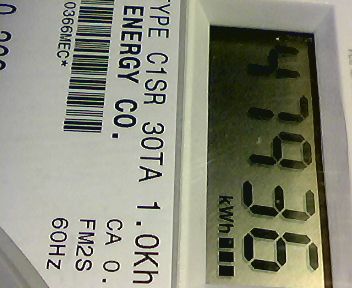 47936
kWh
TYPE C1SR 30TA 1.0Kh
ENERGY CO. CA 0.
FM2S
0366MEC* 60HZ